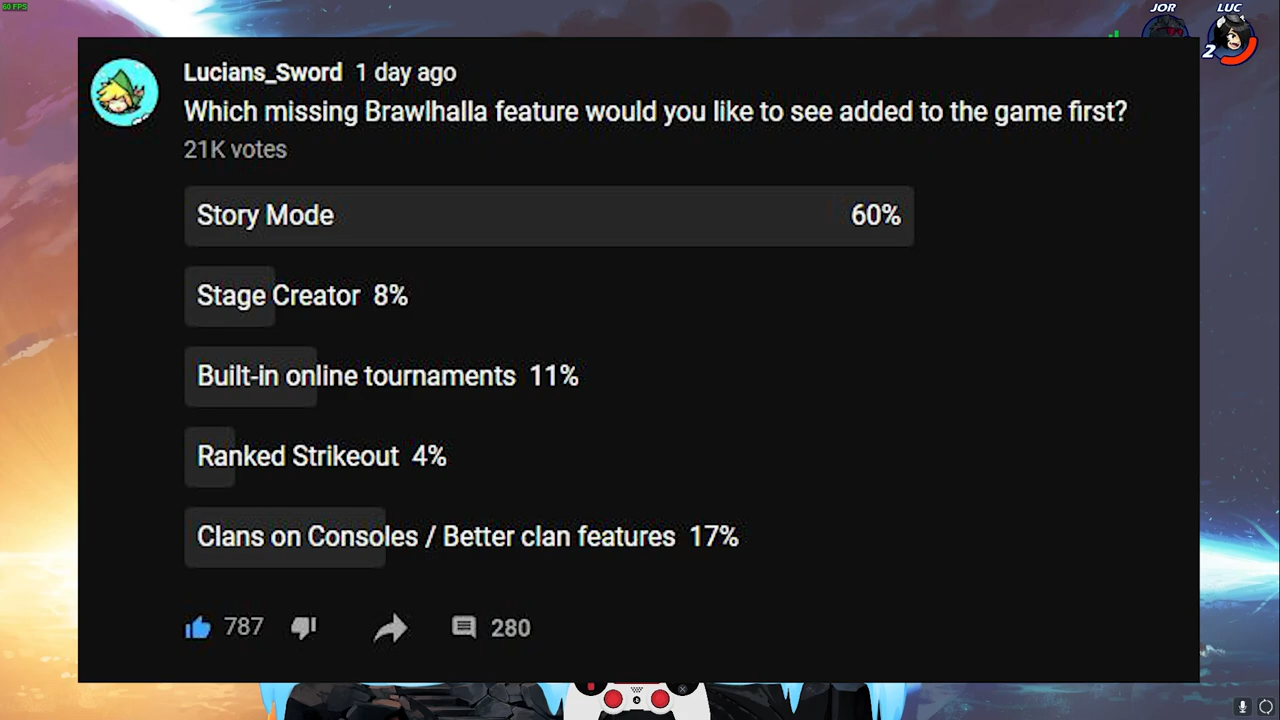 60 FPS
JOR
LUC
2
Lucians_Sword 1 day ago
Which missing Brawlhalla feature would you like to see added to the game first?
21K votes
Story Mode 60%
Stage Creator 8%
Built-in online tournaments 11%
Ranked Strikeout 4%
Clans on Consoles / Better clan features 17%
787 280